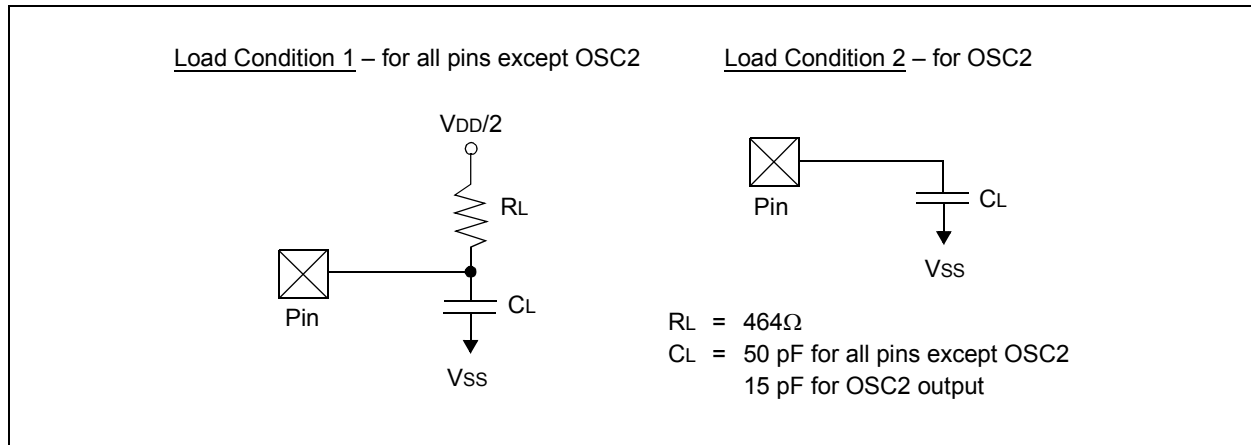 Load Condition 1 – for all pins except OSC2
VDD/2
RL
Pin
CL
VSS
Load Condition 2 – for OSC2
Pin
CL
VSS
RL = 464Ω
CL = 50 pF for all pins except OSC2
15 pF for OSC2 output